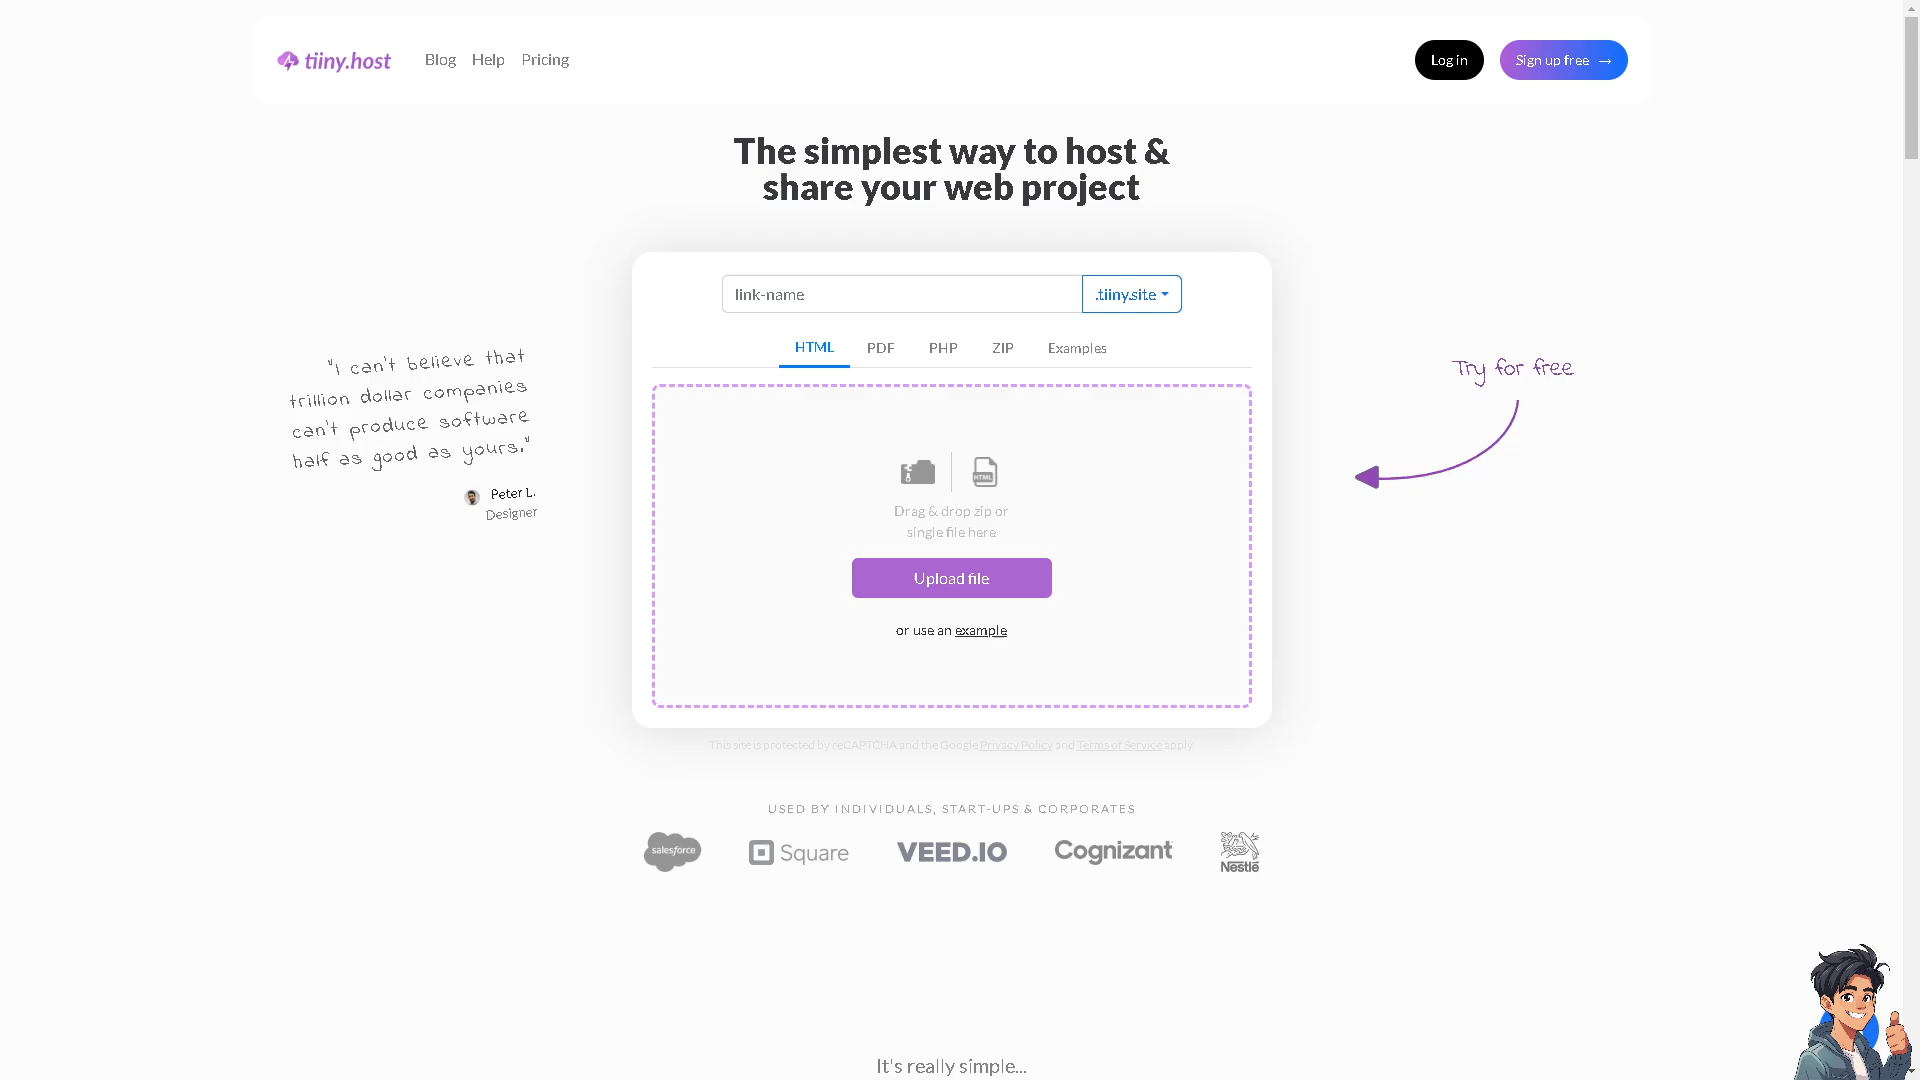 tiiny.host
Blog
Help
Pricing
Log in
Sign up free →
The simplest way to host &
share your web project
link-name
.tiiny.site
HTML
PDF
PHP
ZIP
Examples
"I can't believe that
trillion dollar companies
can't produce software
half as good as yours."
Peter L.
Designer
Try for free
HTML
Drag & drop zip or
single file here
Upload file
or use an example
This site is protected by reCAPTCHA and the Google Privacy Policy and Terms of Service apply
USED BY INDIVIDUALS, START-UPS & CORPORATES
salesforce
Square
VEED.IO
Cognizant
Nestlé
It's really simple...